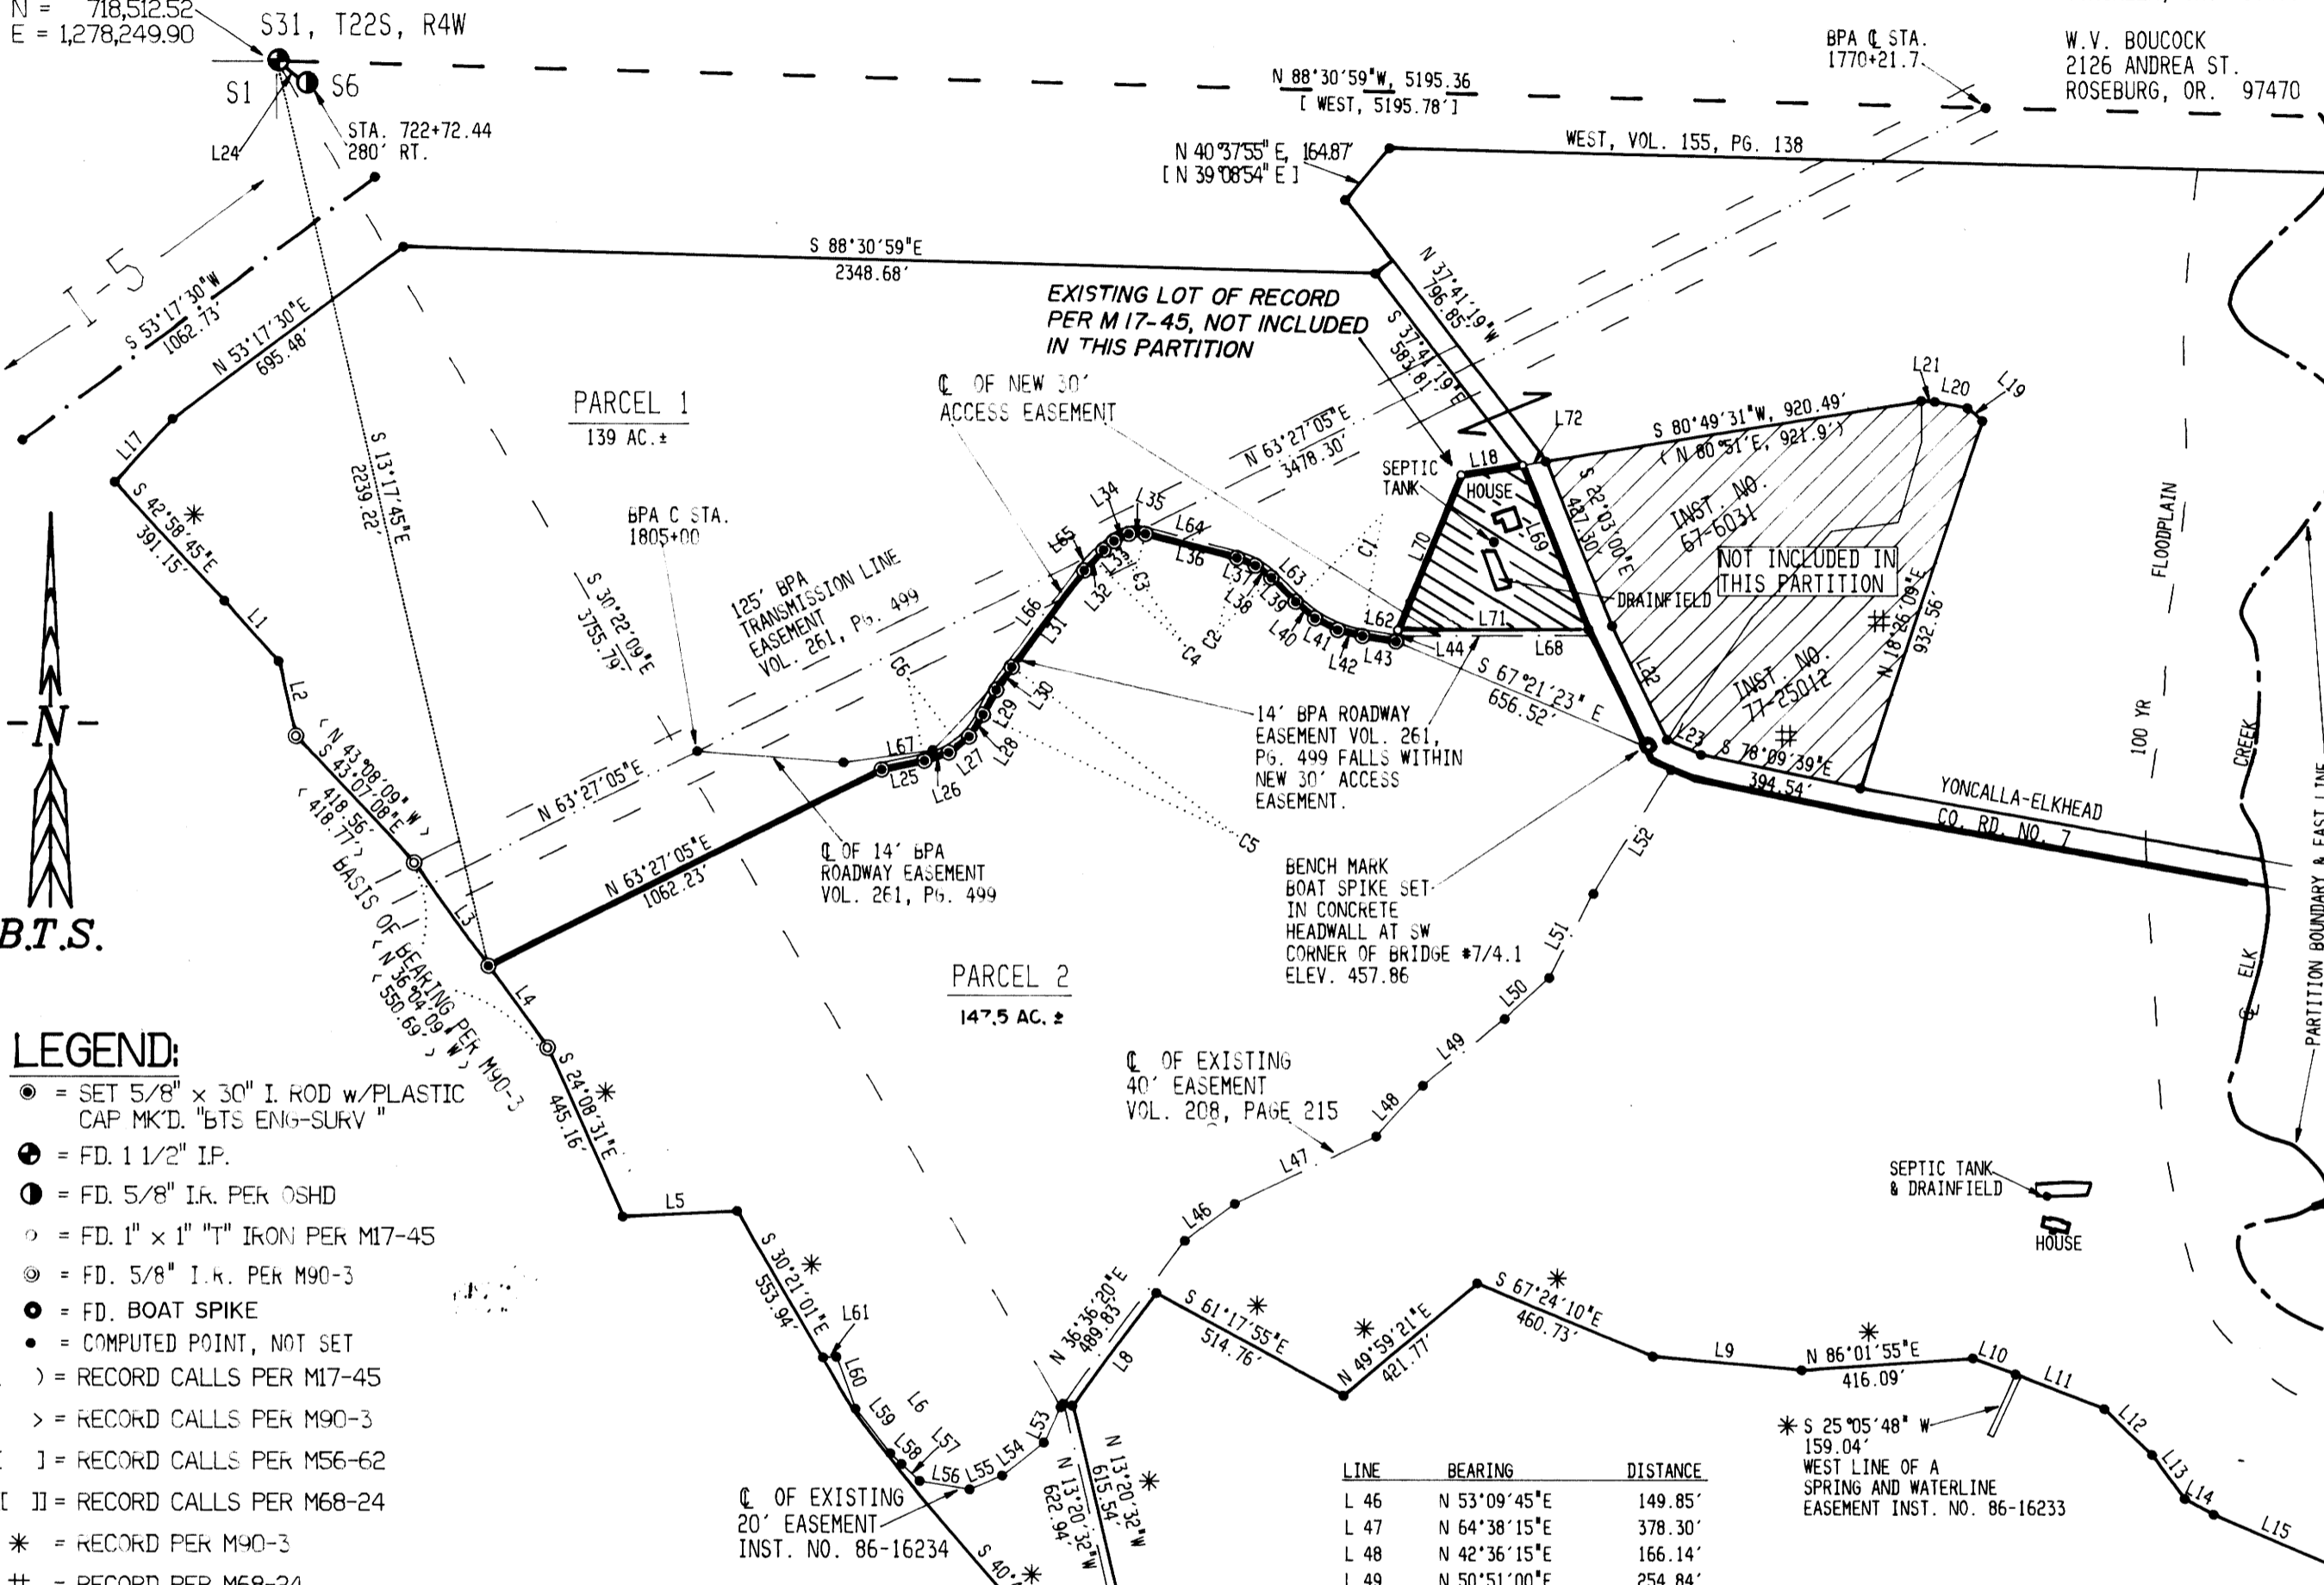 N = 718,512.52
E = 1,278,249.90
S31, T22S, R4W
S1
S6
L24
STA. 722+72.44
280' RT.
I-5
S 53°17'30"W
1062.73'
N 53°17'30"E
695.48'
L17
S 42°58'45"E
391.15'
L1
L2
< N 43°08'09" W >
S 43°07'08"E
418.56'
< 418.77' >
BASIS OF BEARING PER M90-3
< N 36°04'09" W >
< 550.69' >
L3
L4
S 24°08'31"E
445.16'
L5
S 30°21'01"E
553.94'
L61
L60
L59
L6
L58
L57
L56
L55
L54
L53
N 88°30'59"W, 5195.36
[ WEST, 5195.78' ]
BPA ℄ STA.
1770+21.7
W.V. BOUCOCK
2126 ANDREA ST.
ROSEBURG, OR. 97470
WEST, VOL. 155, PG. 138
N 40°37'55" E, 164.87'
[ N 39°08'54" E ]
S 88°30'59"E
2348.68'
N 37°41'19"W
796.85'
S 37°41'19"E
583.81'
EXISTING LOT OF RECORD
PER M 17-45, NOT INCLUDED
IN THIS PARTITION
PARCEL 1
139 AC.±
S 13°17'45"E
2239.22'
℄ OF NEW 30'
ACCESS EASEMENT
N 63°27'05"E
3478.30'
BPA C STA.
1805+00
S 30°22'09"E
3755.79'
125' BPA
TRANSMISSION LINE
EASEMENT
VOL. 261, PG. 499
N 63°27'05"E
N 63°27'05"E
1062.23'
L67
L25
L26
L27
L28
L29
L30
L31
L66
L32
L33
L65
L34
L35
L64
L36
L37
L38
L63
L39
L40
L41
L42
L43
L62
L44
C1
C2
C3
C4
C5
C6
SEPTIC
TANK
L18
HOUSE
L69
L70
L71
L68
DRAINFIELD
L72
S 80°49'31"W, 920.49'
( N 80°51'E, 921.9' )
L21
L20
L19
S 22°03'00"E
427.30'
INST. NO.
67-6031
NOT INCLUDED IN
THIS PARTITION
INST. NO.
77-25012
#
N 18°26'09"E
932.56'
L22
L23
#
S 78°09'39"E
394.54'
S 67°21'23" E
656.52'
YONCALLA-ELKHEAD
CO. RD. NO. 7
100 YR
FLOODPLAIN
℄ ELK
CREEK
PARTITION BOUNDARY & EAST LINE
14' BPA ROADWAY
EASEMENT VOL. 261,
PG. 499 FALLS WITHIN
NEW 30' ACCESS
EASEMENT.
℄ OF 14' BPA
ROADWAY EASEMENT
VOL. 261, PG. 499
BENCH MARK
BOAT SPIKE SET
IN CONCRETE
HEADWALL AT SW
CORNER OF BRIDGE #7/4.1
ELEV. 457.86
L52
L51
L50
L49
L48
L47
L46
PARCEL 2
147.5 AC. ±
℄ OF EXISTING
40' EASEMENT
VOL. 208, PAGE 215
SEPTIC TANK
& DRAINFIELD
HOUSE
N 36°36'20"E
489.83'
L8
S 61°17'55"E
514.76'
N 49°59'21"E
421.77'
S 67°24'10"E
460.73'
L9
N 86°01'55"E
416.09'
L10
L11
L12
L13
L14
L15
* S 25°05'48" W
159.04'
WEST LINE OF A
SPRING AND WATERLINE
EASEMENT INST. NO. 86-16233
N 13°20'32"W
615.54'
N 13°20'32"W
622.94'
℄ OF EXISTING
20' EASEMENT
INST. NO. 86-16234
S 40°
-N-
B.T.S.
LEGEND:
= SET 5/8" x 30" I. ROD w/PLASTIC
CAP MK'D. "BTS ENG-SURV "
= FD. 1 1/2" I.P.
= FD. 5/8" I.R. PER OSHD
= FD. 1" x 1" "T" IRON PER M17-45
= FD. 5/8" I.R. PER M90-3
= FD. BOAT SPIKE
= COMPUTED POINT, NOT SET
) = RECORD CALLS PER M17-45
> = RECORD CALLS PER M90-3
] = RECORD CALLS PER M56-62
[ ]] = RECORD CALLS PER M68-24
* = RECORD PER M90-3
# = RECORD PER M68-24
LINE BEARING DISTANCE
L 46 N 53°09'45"E 149.85'
L 47 N 64°38'15"E 378.30'
L 48 N 42°36'15"E 166.14'
L 49 N 50°51'00"E 254.84'